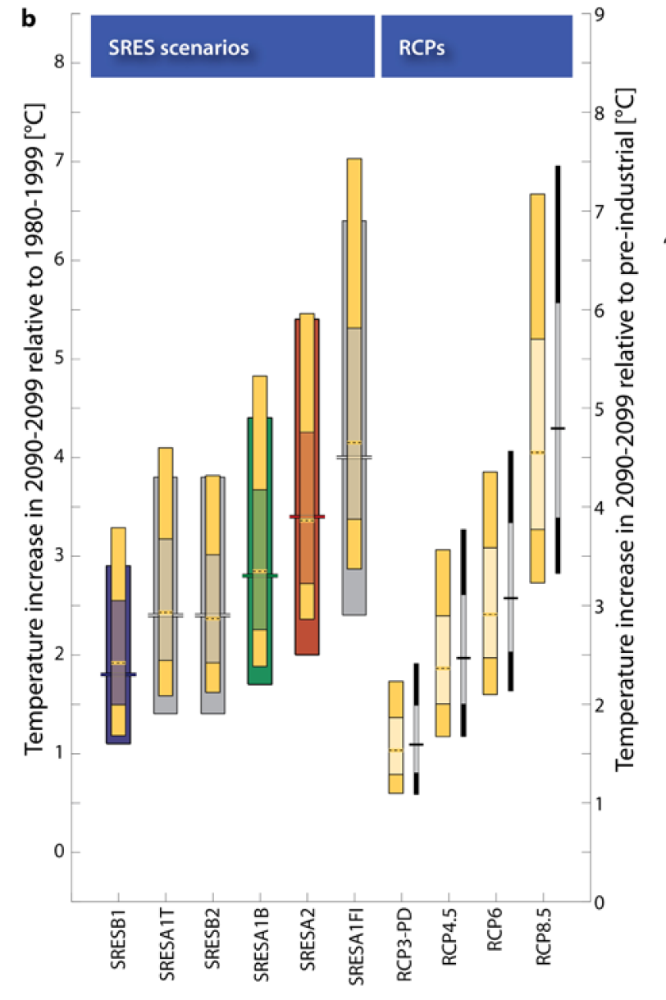 b
SRES scenarios
RCPs
Temperature increase in 2090-2099 relative to 1980-1999 [°C]
8
7
6
5
4
3
2
1
0
9
8
7
6
5
4
3
2
1
0
Temperature increase in 2090-2099 relative to pre-industrial [°C]
SRESB1
SRESA1T
SRESB2
SRESA1B
SRESA2
SRESA1FI
RCP3-PD
RCP4.5
RCP6
RCP8.5